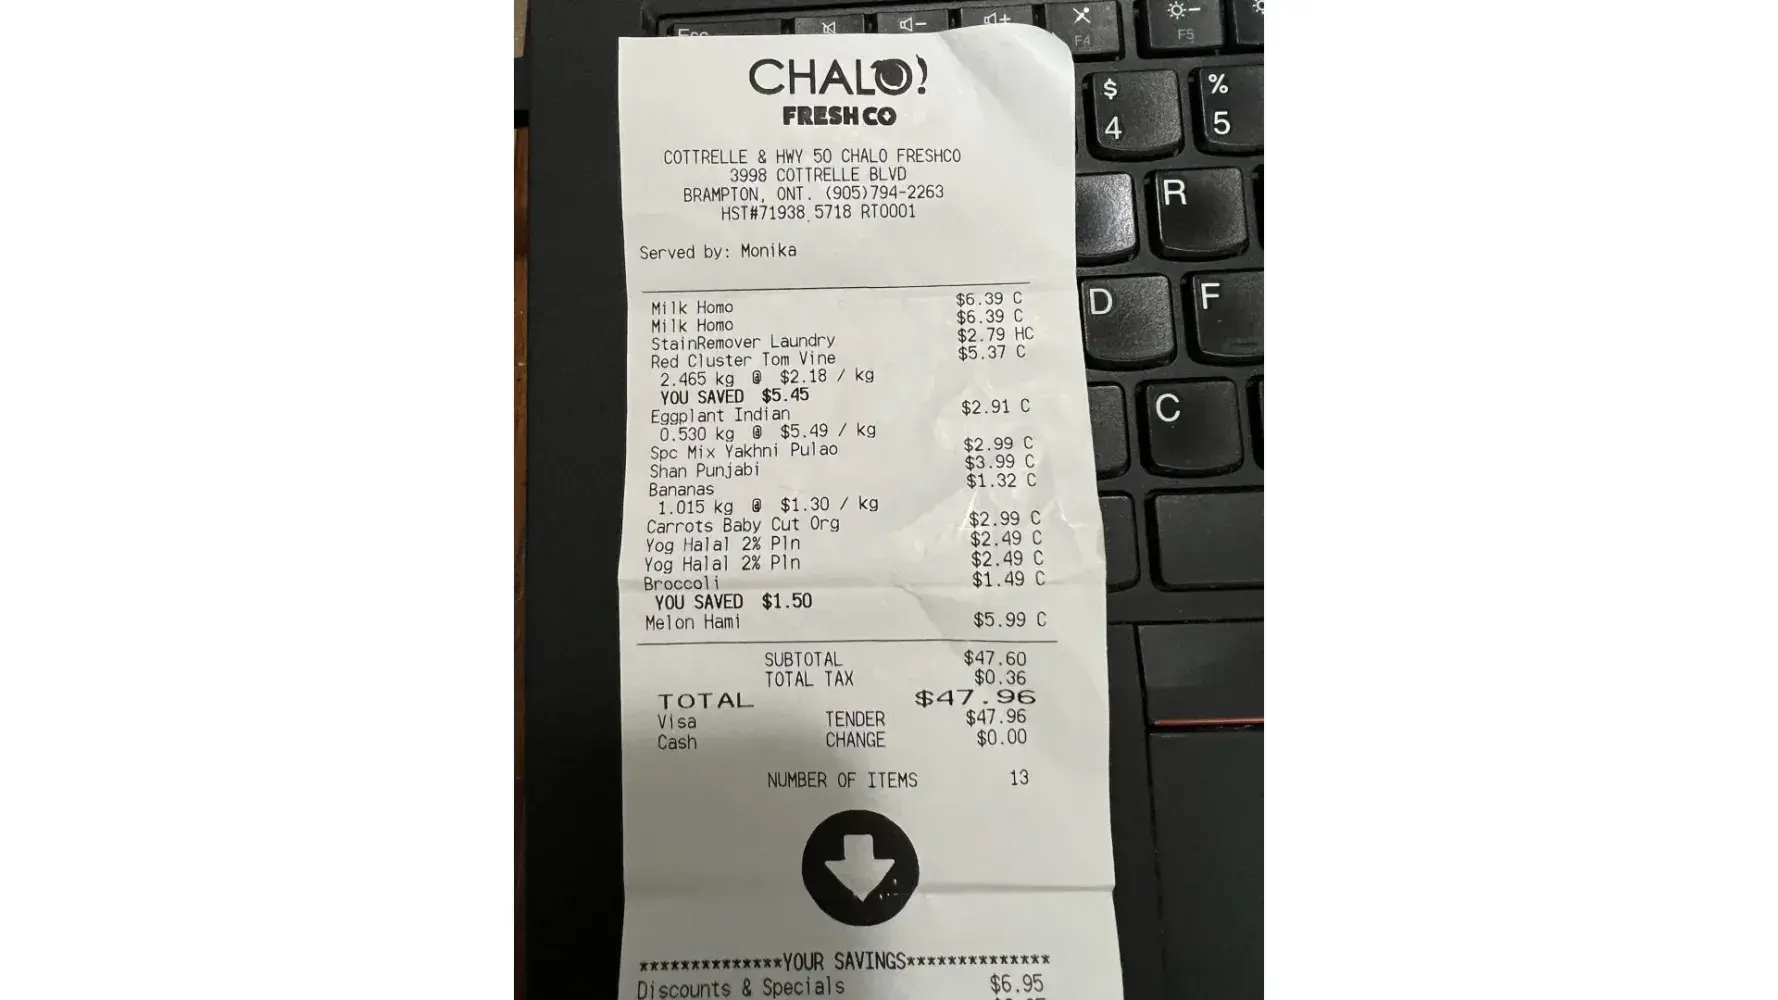 Esc
F4
F5
$
4
%
5
R
D
F
C
CHALO!
FRESHCO
COTTRELLE & HWY 50 CHALO FRESHCO
3998 COTTRELLE BLVD
BRAMPTON, ONT. (905)794-2263
HST#71938 5718 RT0001
Served by: Monika
Milk Homo $6.39 C
Milk Homo $6.39 C
StainRemover Laundry $2.79 HC
Red Cluster Tom Vine $5.37 C
2.465 kg @ $2.18 / kg
YOU SAVED $5.45
Eggplant Indian $2.91 C
0.530 kg @ $5.49 / kg
Spc Mix Yakhni Pulao $2.99 C
Shan Punjabi $3.99 C
Bananas $1.32 C
1.015 kg @ $1.30 / kg
Carrots Baby Cut Org $2.99 C
Yog Halal 2% Pln $2.49 C
Yog Halal 2% Pln $2.49 C
Broccoli $1.49 C
YOU SAVED $1.50
Melon Hami $5.99 C
SUBTOTAL $47.60
TOTAL TAX $0.36
TOTAL $47.96
Visa TENDER $47.96
Cash CHANGE $0.00
NUMBER OF ITEMS 13
**************YOUR SAVINGS**************
Discounts & Specials $6.95